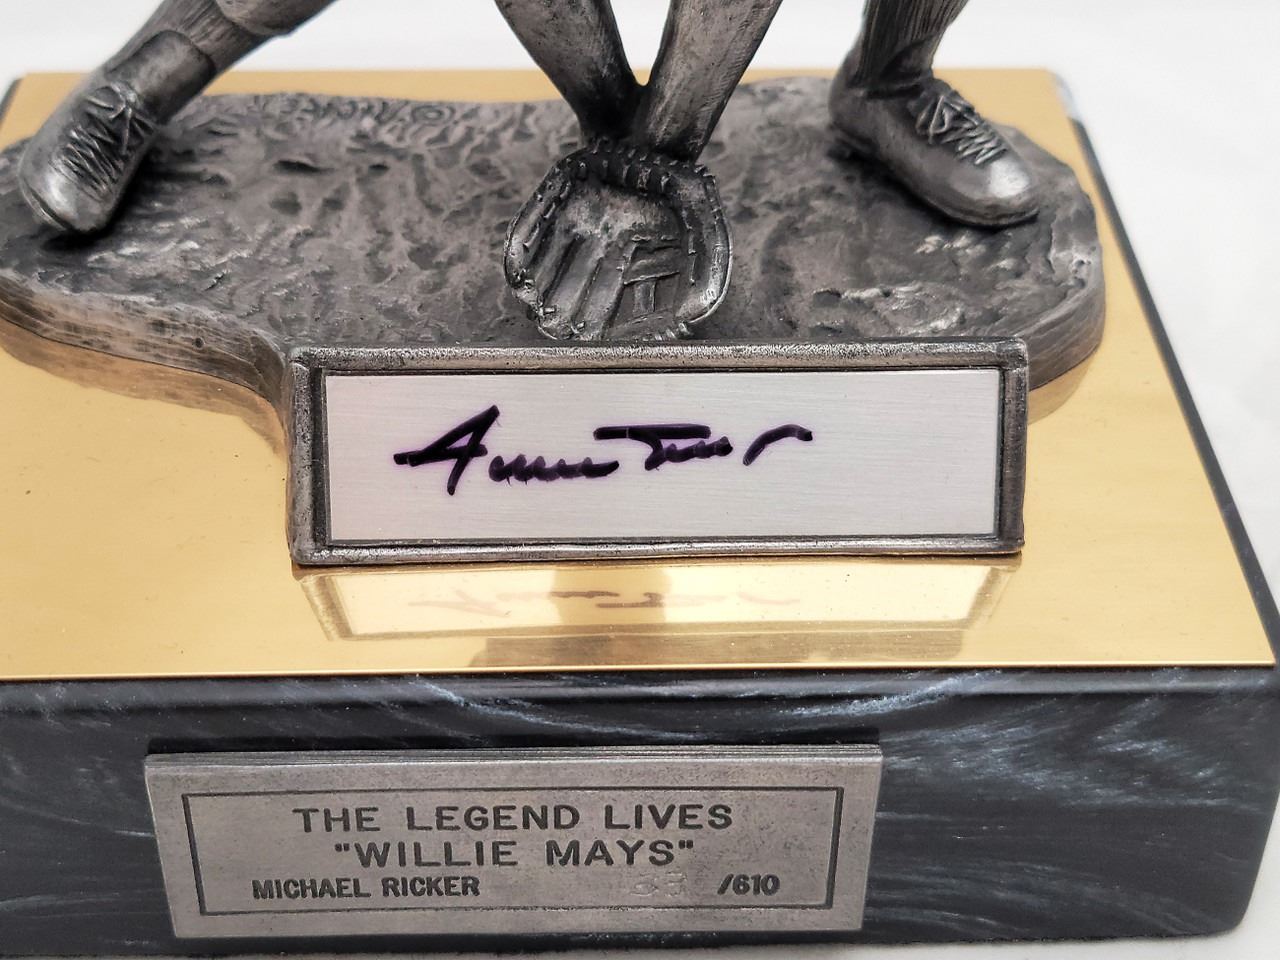 THE LEGEND LIVES
"WILLIE MAYS"
MICHAEL RICKER /610